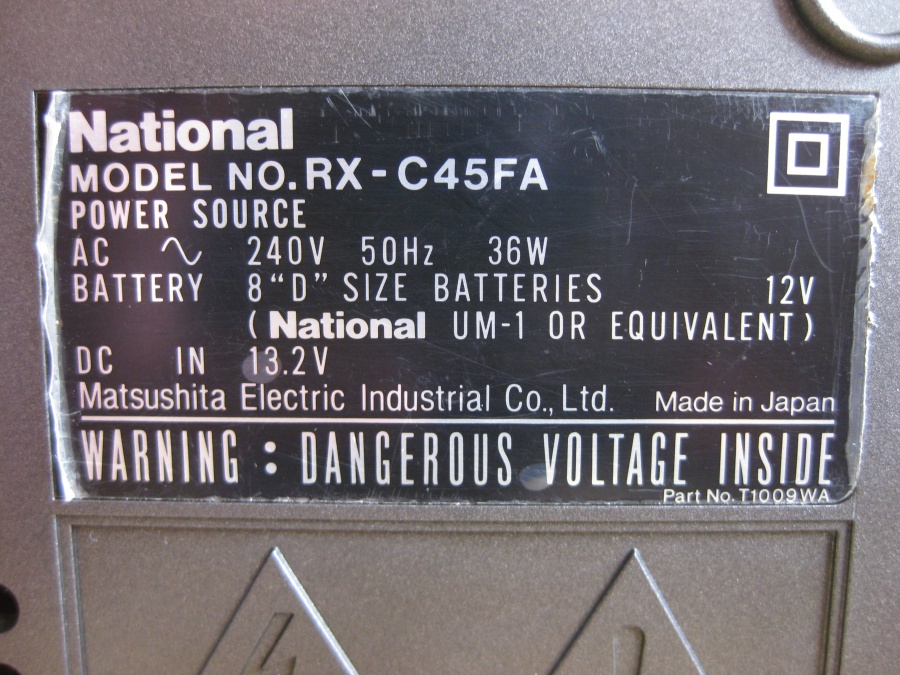 National
MODEL NO. RX-C45FA
POWER SOURCE
AC ∿ 240V 50Hz 36W
BATTERY 8 “D” SIZE BATTERIES 12V
(National UM-1 OR EQUIVALENT)
DC IN 13.2V
Matsushita Electric Industrial Co., Ltd. Made in Japan
WARNING : DANGEROUS VOLTAGE INSIDE
Part No. T1009WA